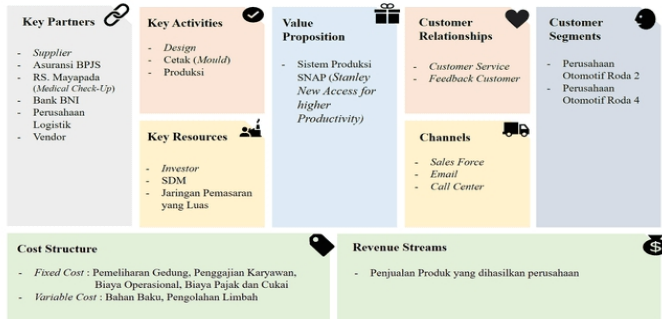 Key Partners
- Supplier
- Asuransi BPJS
- RS. Mayapada
(Medical Check-Up)
- Bank BNI
- Perusahaan
Logistik
- Vendor
Key Activities
- Design
- Cetak (Mould)
- Produksi
Key Resources
- Investor
- SDM
- Jaringan Pemasaran
yang Luas
Value
Proposition
- Sistem Produksi
SNAP (Stanley
New Access for
higher
Productivity)
Customer
Relationships
- Customer Service
- Feedback Customer
Channels
- Sales Force
- Email
- Call Center
Customer
Segments
- Perusahaan
Otomotif Roda 2
- Perusahaan
Otomotif Roda 4
Cost Structure
- Fixed Cost : Pemeliharan Gedung, Penggajian Karyawan,
Biaya Operasional, Biaya Pajak dan Cukai
- Variable Cost : Bahan Baku, Pengolahan Limbah
Revenue Streams
- Penjualan Produk yang dihasilkan perusahaan